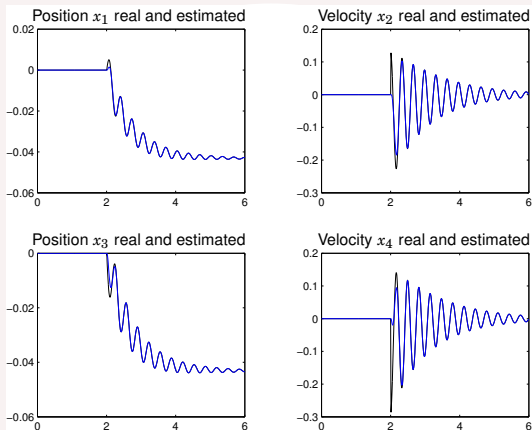 Position x₁ real and estimated
0.02
0
−0.02
−0.04
−0.06
0 2 4 6
Velocity x₂ real and estimated
0.2
0.1
0
−0.1
−0.2
−0.3
0 2 4 6
Position x₃ real and estimated
0
−0.02
−0.04
−0.06
0 2 4 6
Velocity x₄ real and estimated
0.2
0.1
0
−0.1
−0.2
−0.3
0 2 4 6